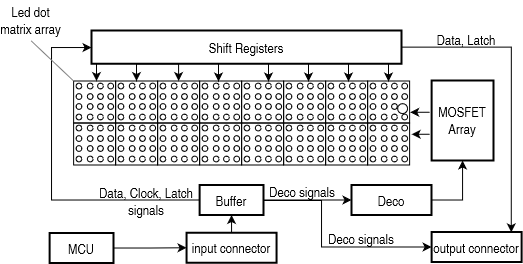 Led dot
matrix array
Shift Registers
Data, Latch
MOSFET
Array
Data, Clock, Latch
signals
Buffer
Deco signals
Deco
MCU
input connector
Deco signals
output connector